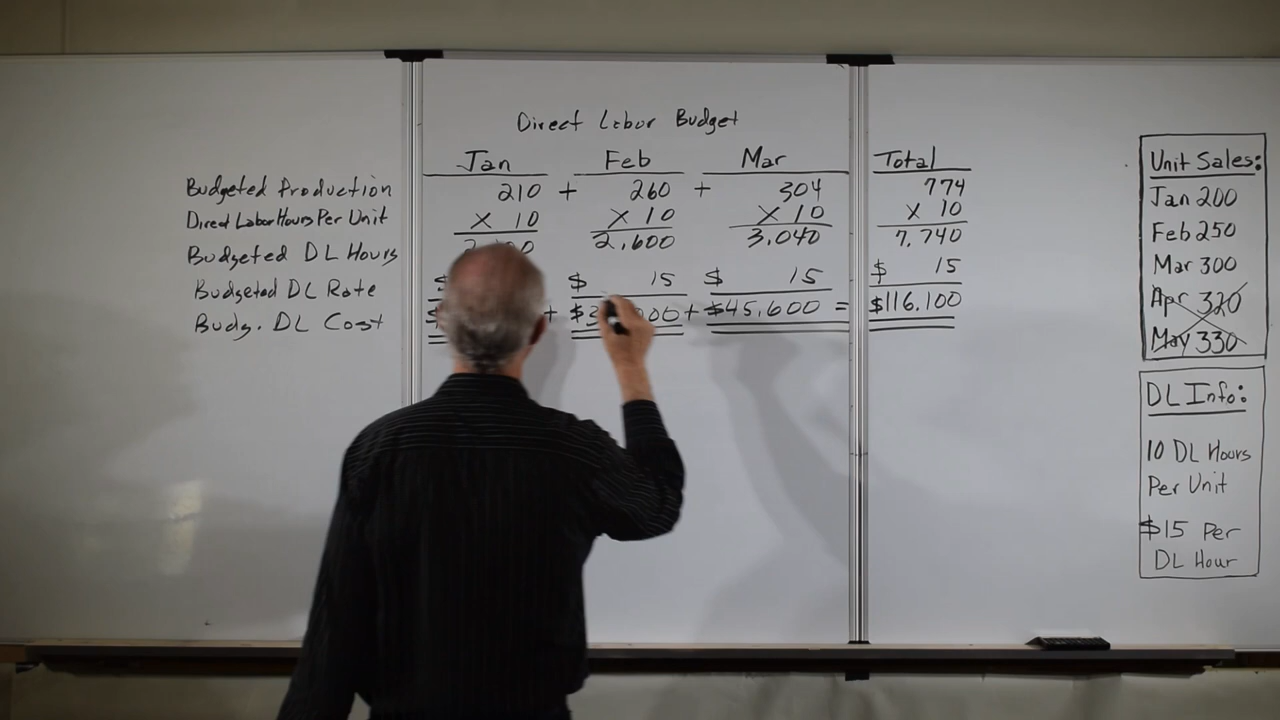 Direct Labor Budget
Jan Feb Mar Total
Budgeted Production 210 + 260 + 304 774
Direct Labor Hours Per Unit X 10 X 10 X 10 X 10
Budgeted DL Hours 2,600 3,040 7,740
Budgeted DL Rate $ $ 15 $ 15 $ 15
Budg. DL Cost + + $45,600 = $116,100
Unit Sales:
Jan 200
Feb 250
Mar 300
Apr 320
May 330
DL Info:
10 DL Hours
Per Unit
$15 Per
DL Hour